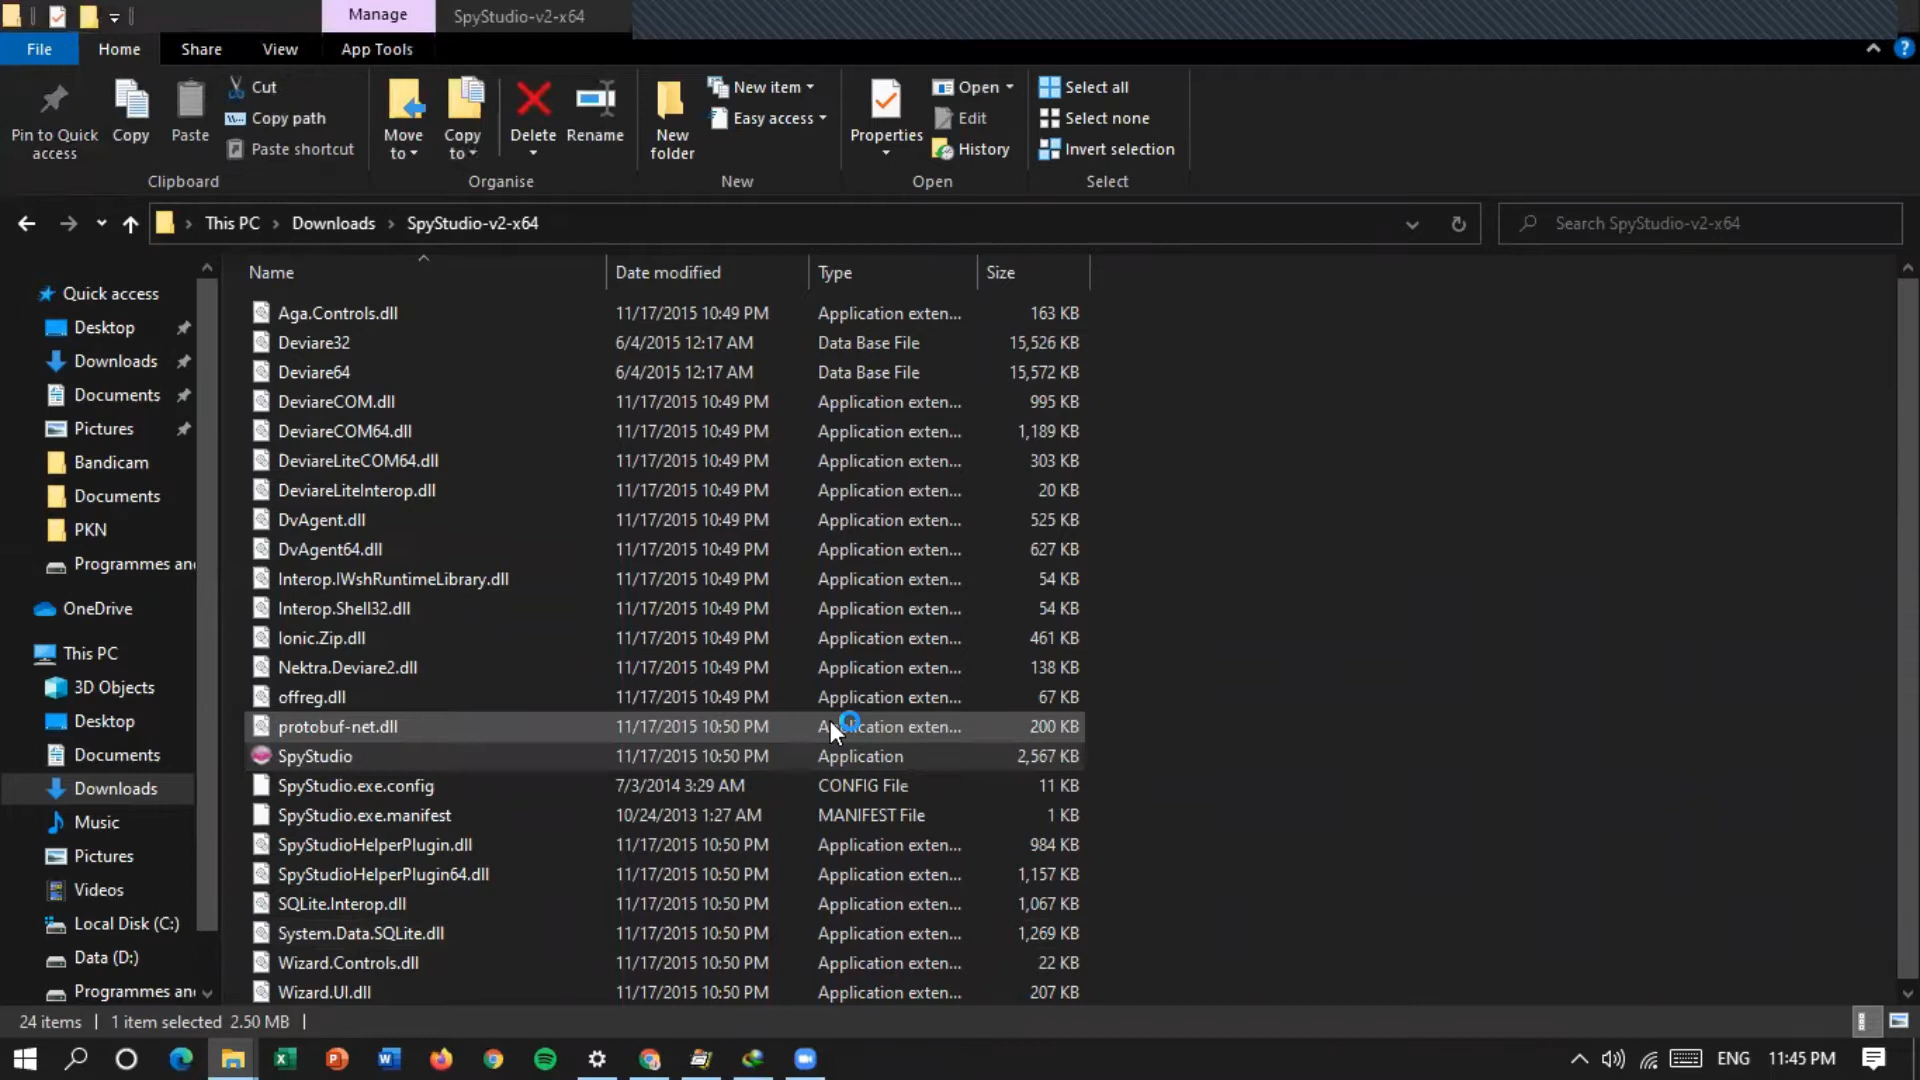 Manage
SpyStudio-v2-x64
File
Home
Share
View
App Tools
Pin to Quick access
Copy
Paste
Cut
Copy path
Paste shortcut
Clipboard
Move to
Copy to
Delete
Rename
Organise
New folder
New item
Easy access
New
Properties
Open
Edit
History
Open
Select all
Select none
Invert selection
Select
This PC
Downloads
SpyStudio-v2-x64
Search SpyStudio-v2-x64
Quick access
Desktop
Downloads
Documents
Pictures
Bandicam
Documents
PKN
Programmes an
OneDrive
This PC
3D Objects
Desktop
Documents
Downloads
Music
Pictures
Videos
Local Disk (C:)
Data (D:)
Programmes an
Name Date modified Type Size
Aga.Controls.dll 11/17/2015 10:49 PM Application exten... 163 KB
Deviare32 6/4/2015 12:17 AM Data Base File 15,526 KB
Deviare64 6/4/2015 12:17 AM Data Base File 15,572 KB
DeviareCOM.dll 11/17/2015 10:49 PM Application exten... 995 KB
DeviareCOM64.dll 11/17/2015 10:49 PM Application exten... 1,189 KB
DeviareLiteCOM64.dll 11/17/2015 10:49 PM Application exten... 303 KB
DeviareLiteInterop.dll 11/17/2015 10:49 PM Application exten... 20 KB
DvAgent.dll 11/17/2015 10:49 PM Application exten... 525 KB
DvAgent64.dll 11/17/2015 10:49 PM Application exten... 627 KB
Interop.IWshRuntimeLibrary.dll 11/17/2015 10:49 PM Application exten... 54 KB
Interop.Shell32.dll 11/17/2015 10:49 PM Application exten... 54 KB
Ionic.Zip.dll 11/17/2015 10:49 PM Application exten... 461 KB
Nektra.Deviare2.dll 11/17/2015 10:49 PM Application exten... 138 KB
offreg.dll 11/17/2015 10:49 PM Application exten... 67 KB
protobuf-net.dll 11/17/2015 10:50 PM Application exten... 200 KB
SpyStudio 11/17/2015 10:50 PM Application 2,567 KB
SpyStudio.exe.config 7/3/2014 3:29 AM CONFIG File 11 KB
SpyStudio.exe.manifest 10/24/2013 1:27 AM MANIFEST File 1 KB
SpyStudioHelperPlugin.dll 11/17/2015 10:50 PM Application exten... 984 KB
SpyStudioHelperPlugin64.dll 11/17/2015 10:50 PM Application exten... 1,157 KB
SQLite.Interop.dll 11/17/2015 10:50 PM Application exten... 1,067 KB
System.Data.SQLite.dll 11/17/2015 10:50 PM Application exten... 1,269 KB
Wizard.Controls.dll 11/17/2015 10:50 PM Application exten... 22 KB
Wizard.UI.dll 11/17/2015 10:50 PM Application exten... 207 KB
24 items 1 item selected 2.50 MB
ENG 11:45 PM